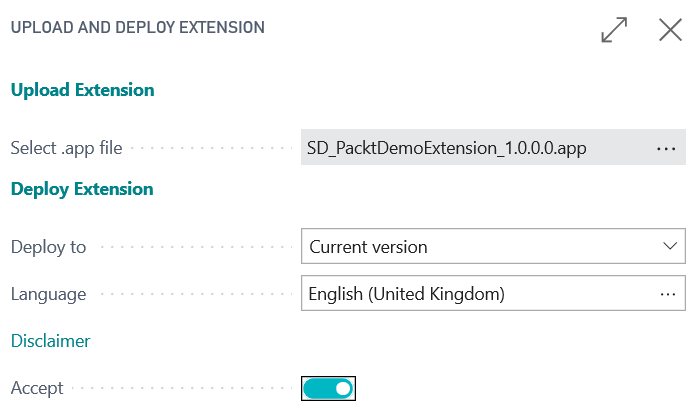 UPLOAD AND DEPLOY EXTENSION
Upload Extension
Select .app file SD_PacktDemoExtension_1.0.0.0.app ...
Deploy Extension
Deploy to Current version
Language English (United Kingdom) ...
Disclaimer
Accept